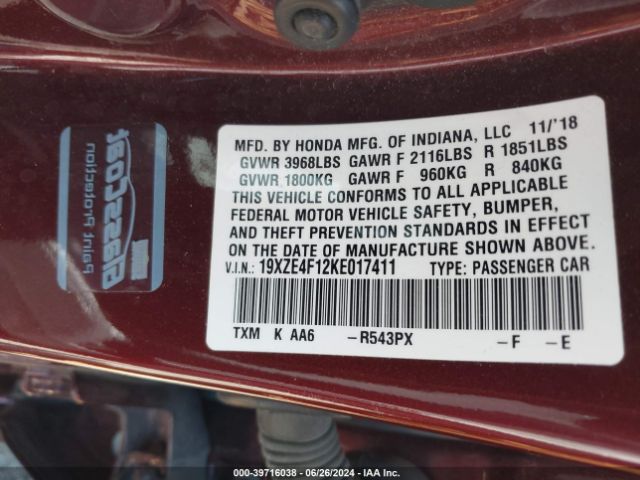 MFD. BY HONDA MFG. OF INDIANA, LLC 11/'18
GVWR 3968LBS GAWR F 2116LBS R 1851LBS
GVWR 1800KG GAWR F 960KG R 840KG
THIS VEHICLE CONFORMS TO ALL APPLICABLE
FEDERAL MOTOR VEHICLE SAFETY, BUMPER,
AND THEFT PREVENTION STANDARDS IN EFFECT
ON THE DATE OF MANUFACTURE SHOWN ABOVE.
V.I.N.: 19XZE4F12KE017411 TYPE: PASSENGER CAR
TXM K AA6 -R543PX -F -E
Paint Protection
000-39716038 - 06/26/2024 - IAA Inc.